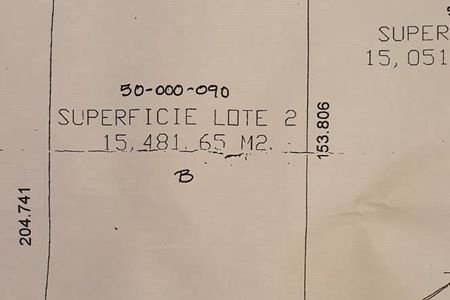 SUPER
15,051
50-000-090
SUPERFICIE LOTE 2
15,481.65 M2.
B
153.806
204.741